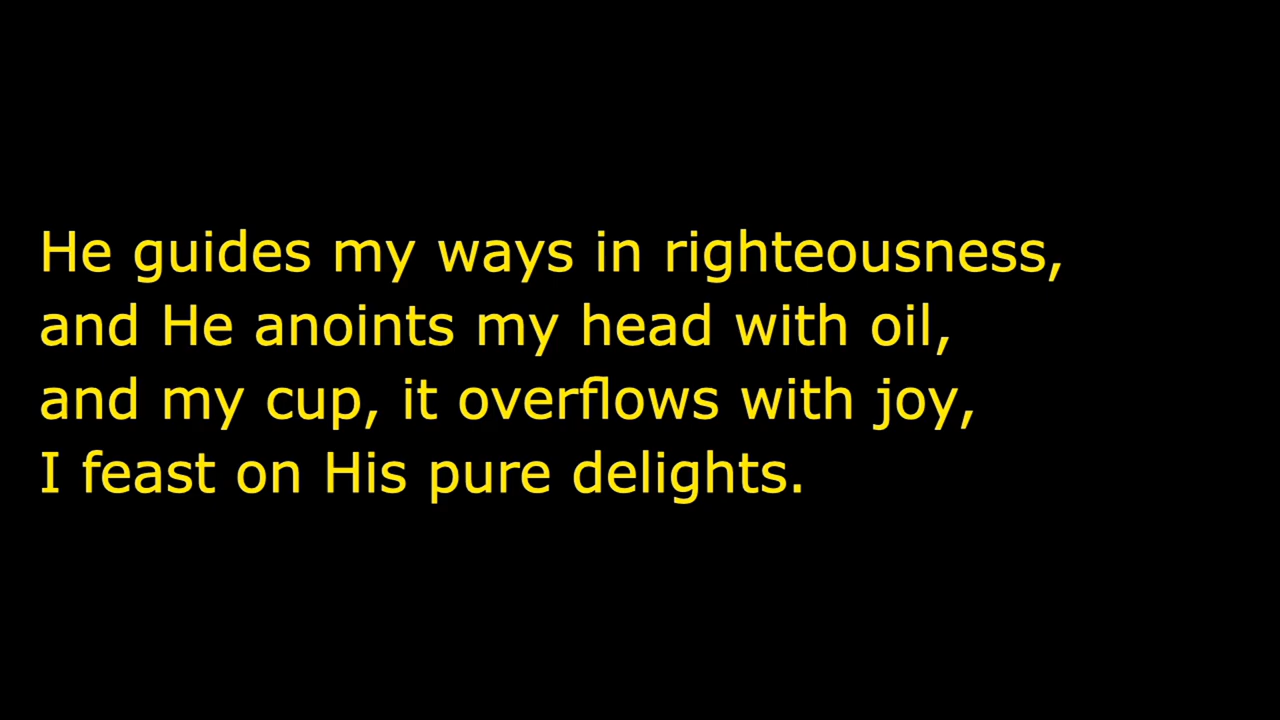 He guides my ways in righteousness,
and He anoints my head with oil,
and my cup, it overflows with joy,
I feast on His pure delights.